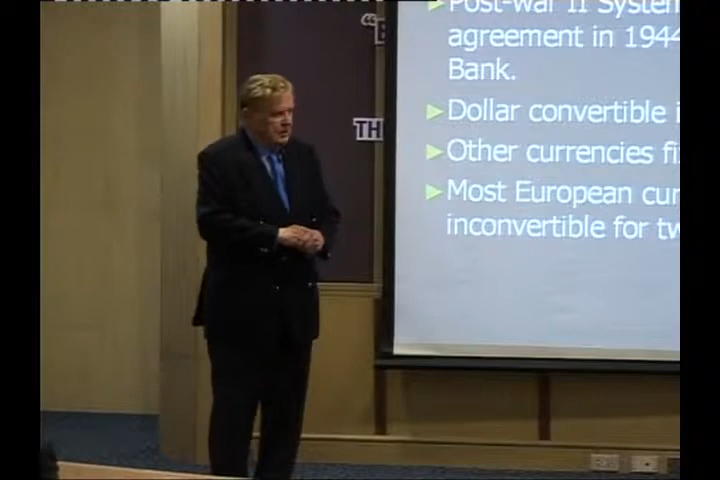 Post-war II System
agreement in 1944
Bank.
Dollar convertible i
Other currencies fi
Most European cur
inconvertible for tw
"B
TH